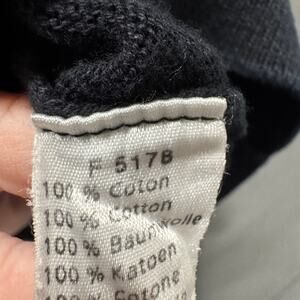 F 5178
100 % Coton
100 % Cotton
100 % Baumwolle
100 % Katoen
100 % Cotone